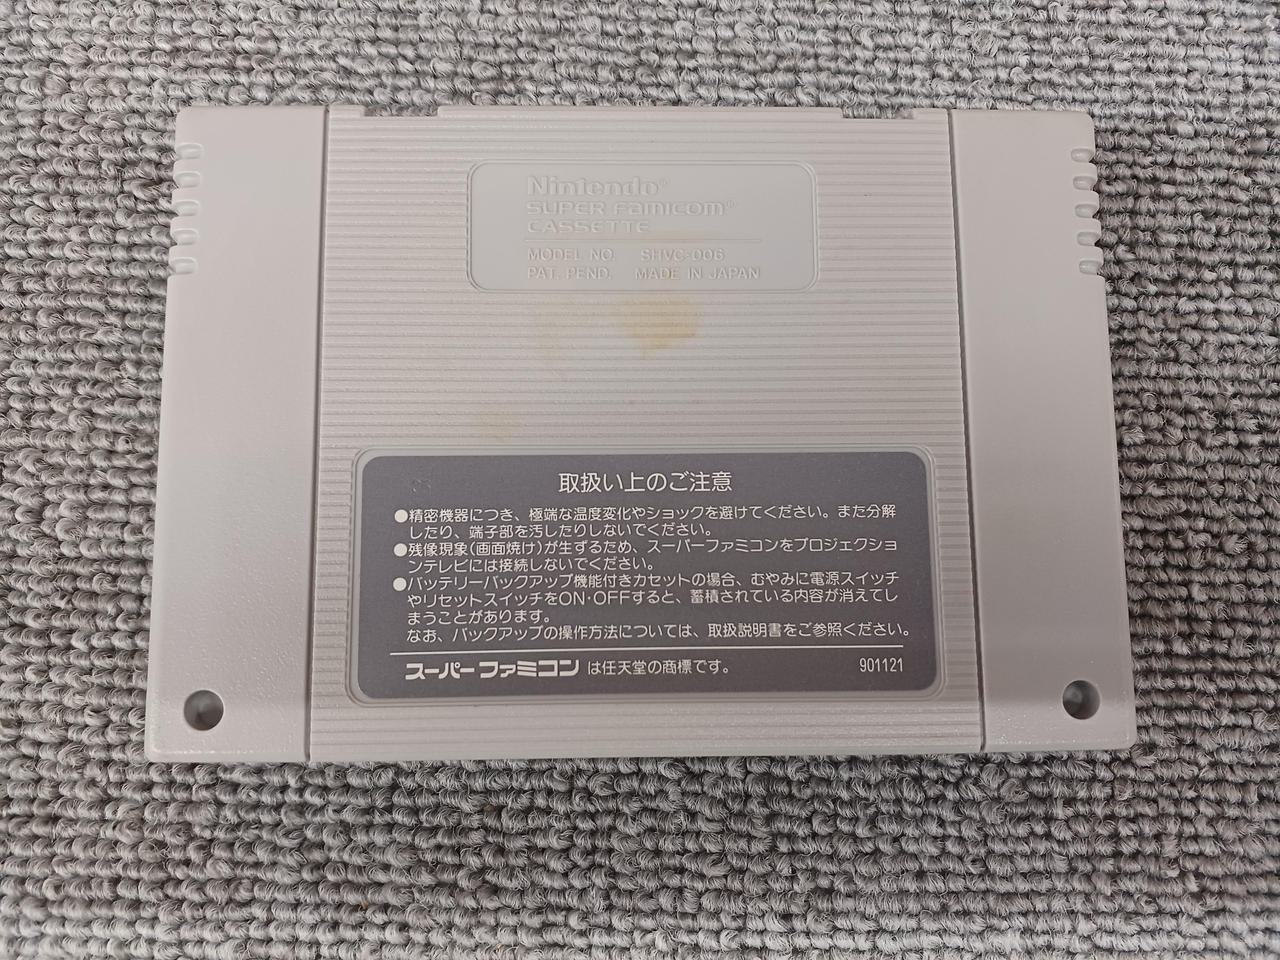 Nintendo®
SUPER Famicom®
CASSETTE
MODEL NO. SHVC-006
PAT. PEND. MADE IN JAPAN
取扱い上のご注意
●精密機器につき、極端な温度変化やショックを避けてください。また分解
したり、端子部を汚したりしないでください。
●残像現象(画面焼け)が生ずるため、スーパーファミコンをプロジェクショ
ンテレビには接続しないでください。
●バッテリーバックアップ機能付きカセットの場合、むやみに電源スイッチ
やリセットスイッチをON・OFFすると、蓄積されている内容が消えてし
まうことがあります。
なお、バックアップの操作方法については、取扱説明書をご参照ください。
スーパーファミコン は任天堂の商標です。 901121